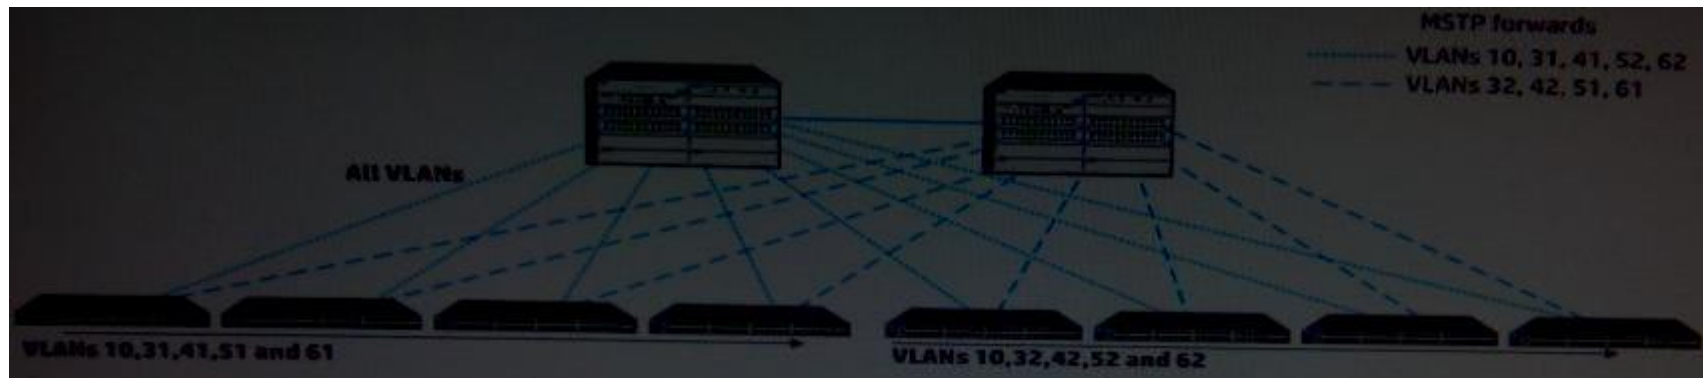 MSTP forwards
VLANs 10, 31, 41, 52, 62
VLANs 32, 42, 51, 61
All VLANs
VLANs 10,31,41,51 and 61
VLANs 10,32,42,52 and 62